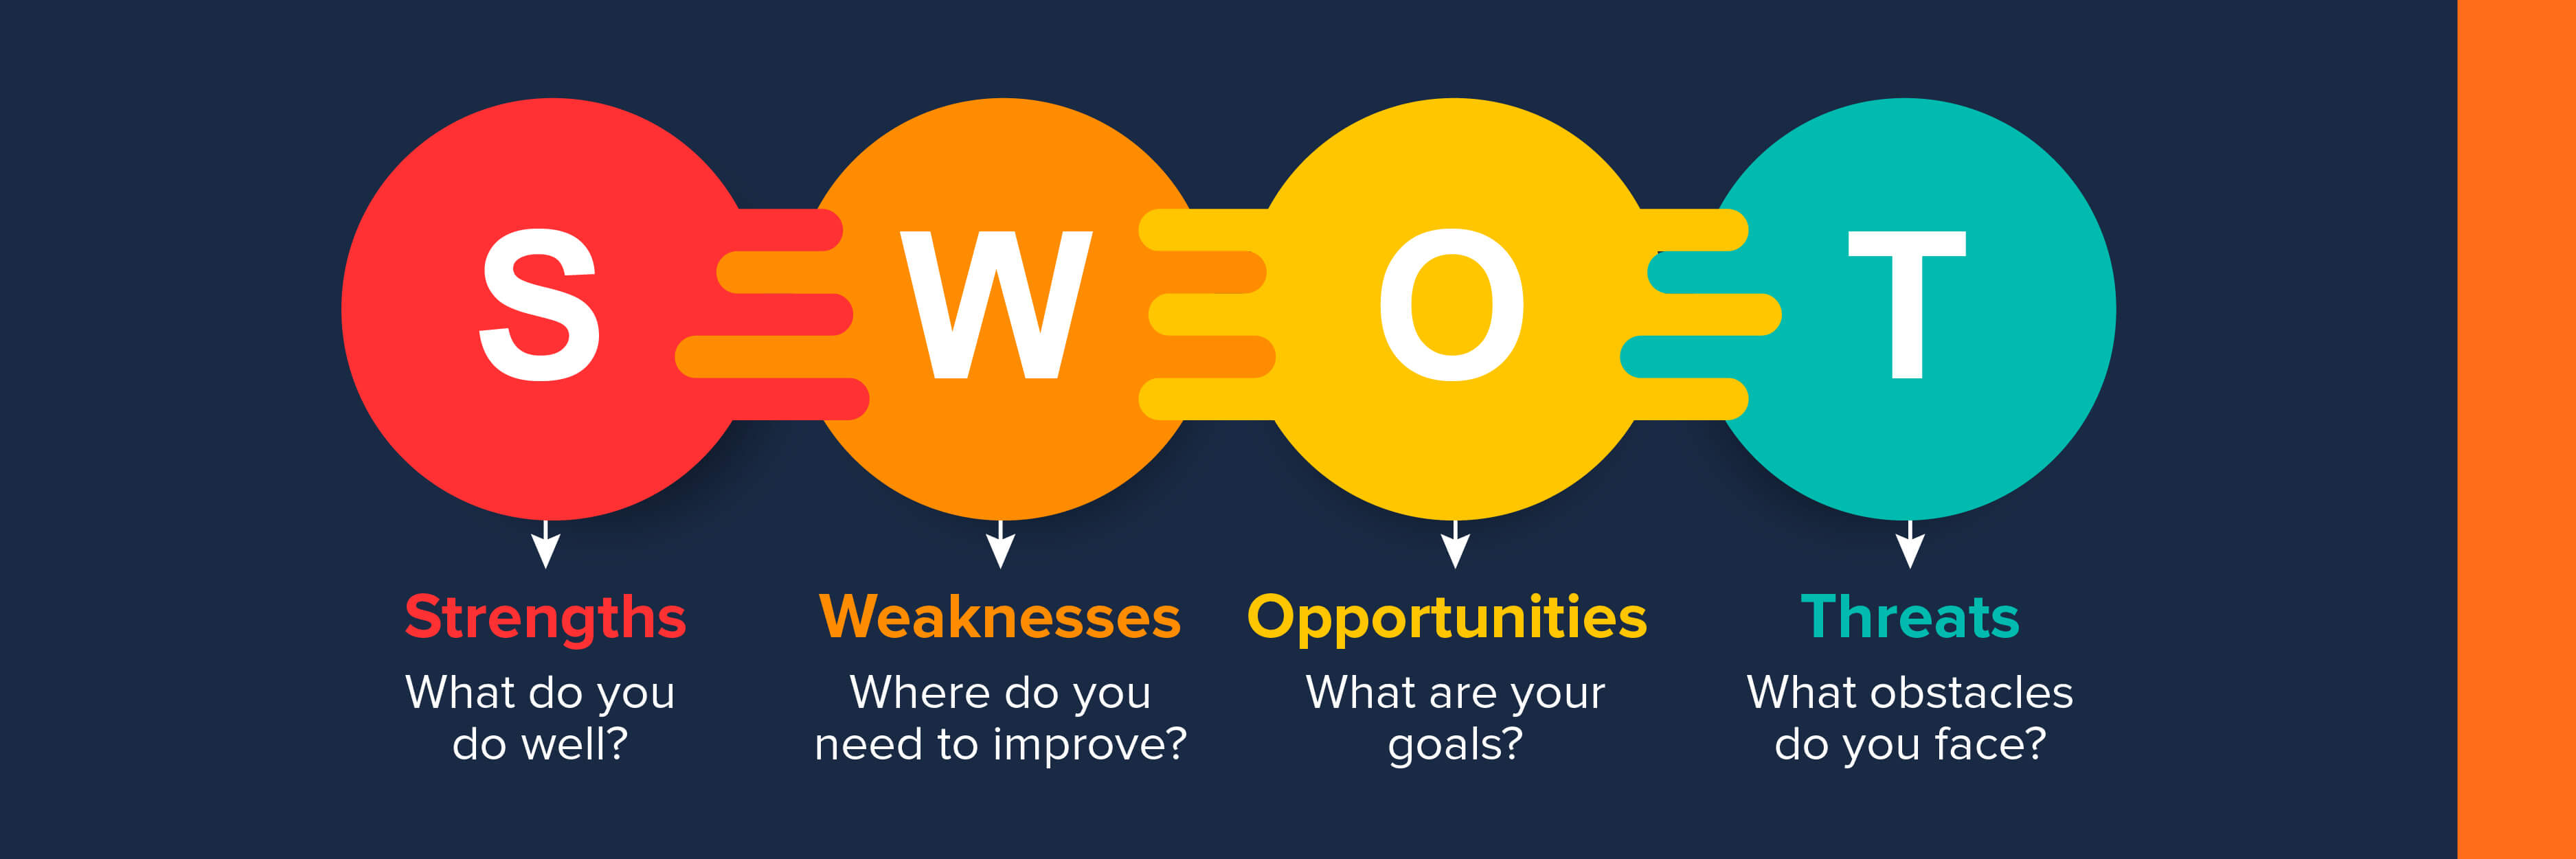 S W O T
Strengths
What do you
do well?
Weaknesses
Where do you
need to improve?
Opportunities
What are your
goals?
Threats
What obstacles
do you face?